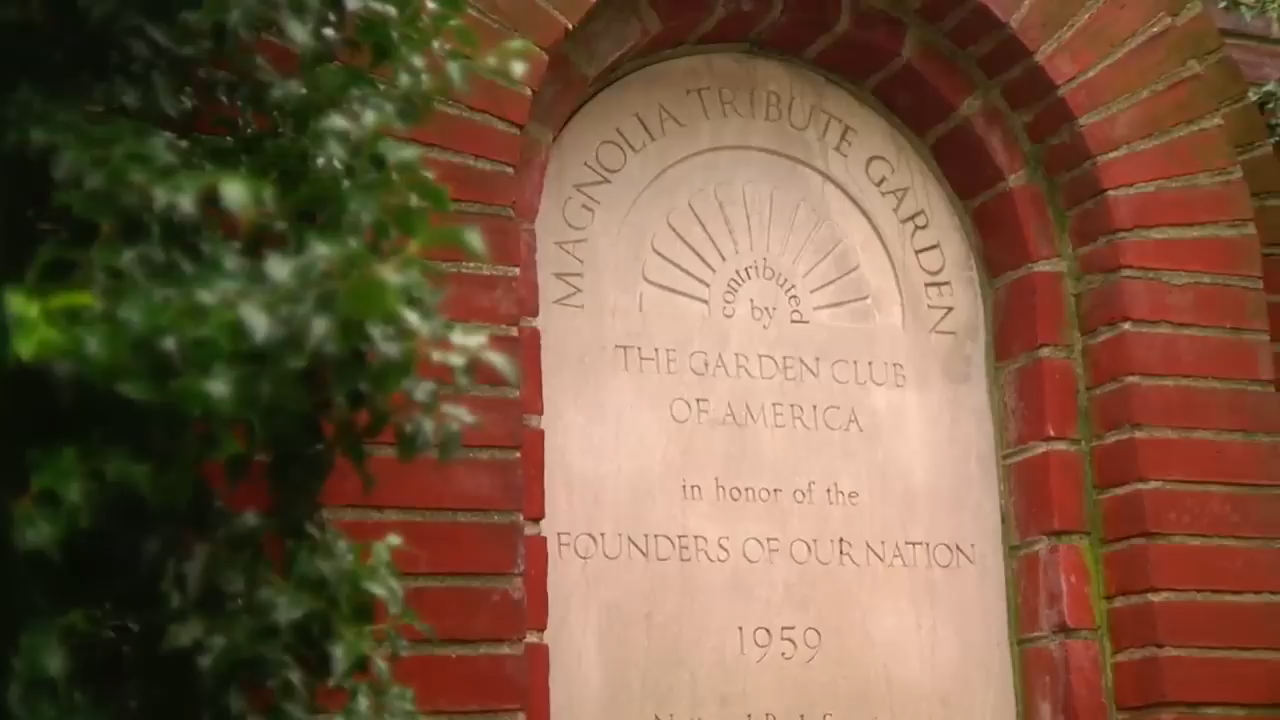 MAGNOLIA TRIBUTE GARDEN
contributed
by
THE GARDEN CLUB
OF AMERICA
in honor of the
FOUNDERS OF OUR NATION
1959